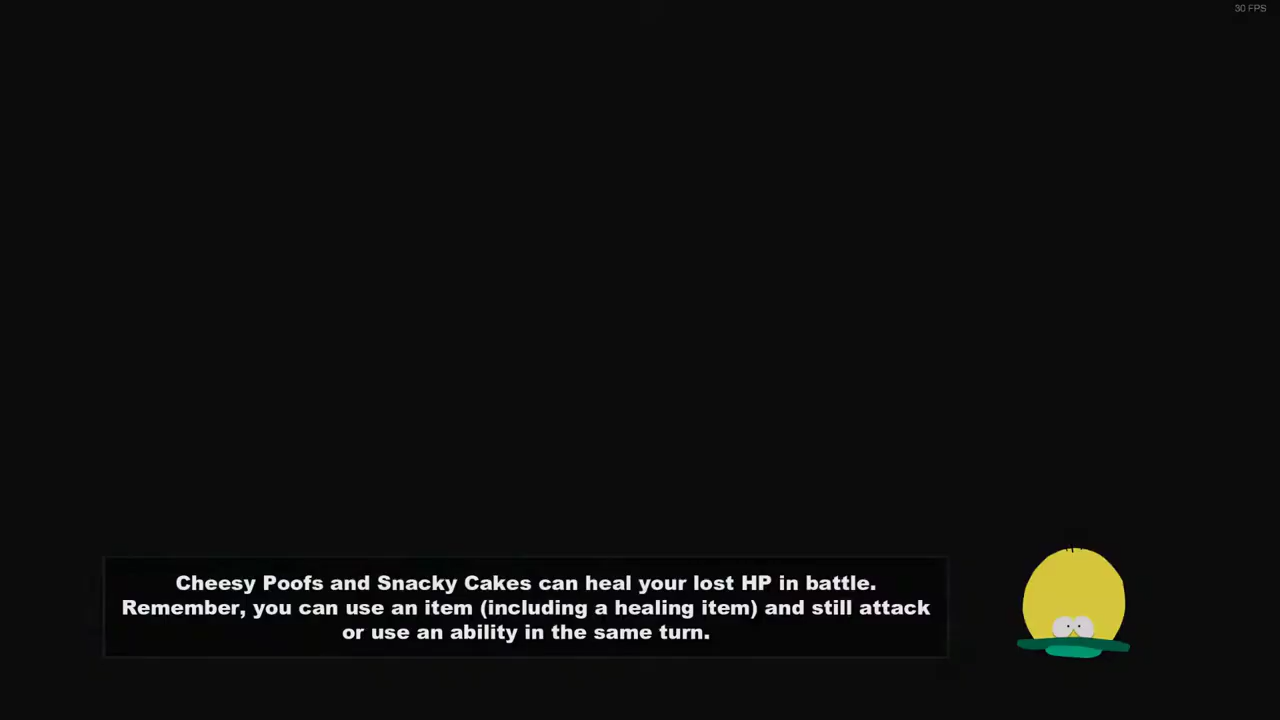 30 FPS
Cheesy Poofs and Snacky Cakes can heal your lost HP in battle.
Remember, you can use an item (including a healing item) and still attack
or use an ability in the same turn.